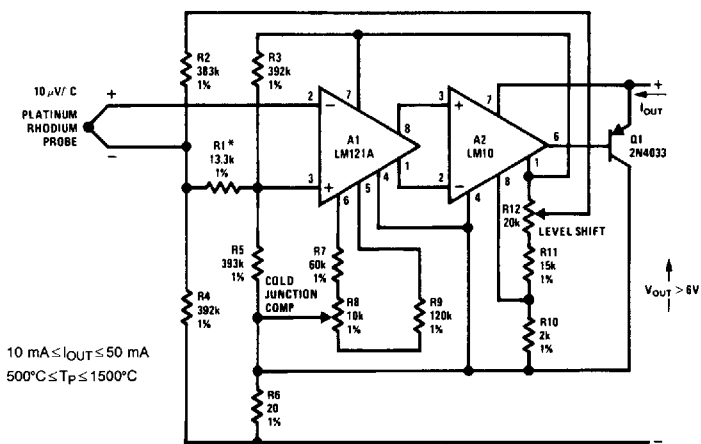 R2
383k
1%
R3
392k
1%
10 μV/ C
+
PLATINUM
RHODIUM
PROBE
−
2
7
−
A1
LM121A
8
1
3
+
6
5
4
3
+
7
A2
LM10
6
2
−
4
8
1
+
IOUT
Q1
2N4033
R1*
13.3k
1%
R12
20k
LEVEL SHIFT
R5
393k
1%
R7
60k
1%
R11
15k
1%
COLD
JUNCTION
COMP
R8
10k
1%
R9
120k
1%
VOUT > 6V
R4
392k
1%
R10
2k
1%
10 mA ≤ IOUT ≤ 50 mA
500°C ≤ TP ≤ 1500°C
R6
20
1%
−